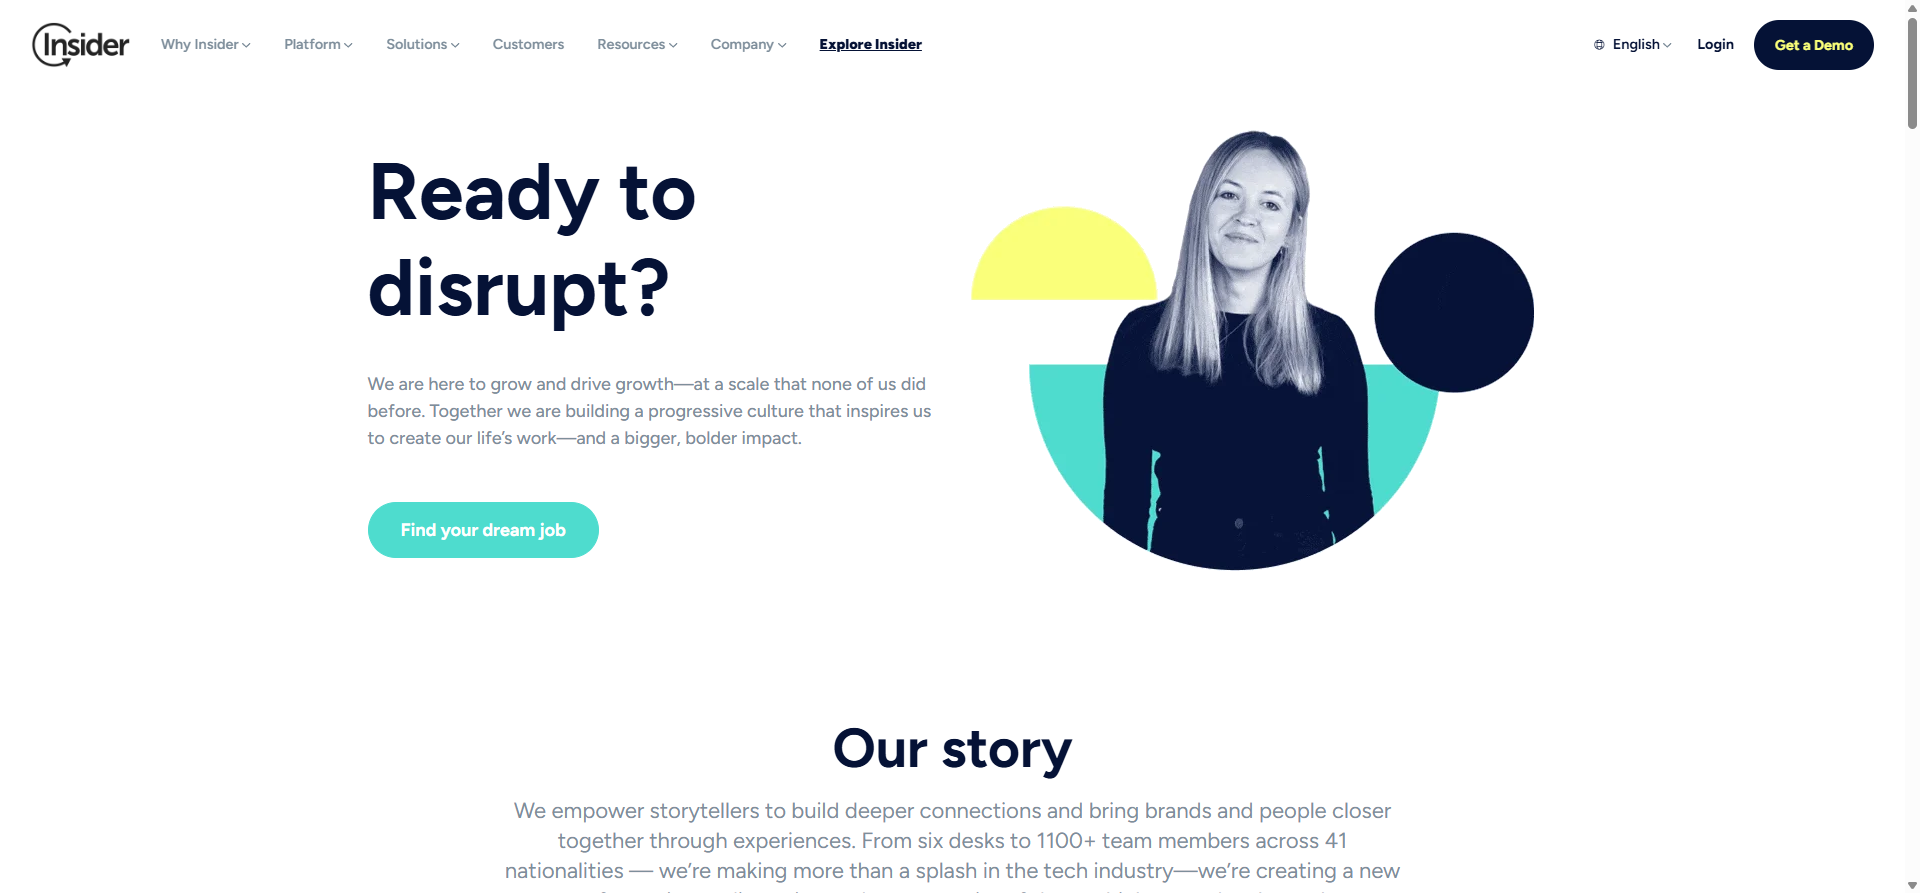 Insider
Why Insider
Platform
Solutions
Customers
Resources
Company
Explore Insider
English
Login
Get a Demo
Ready to
disrupt?
We are here to grow and drive growth—at a scale that none of us did
before. Together we are building a progressive culture that inspires us
to create our life’s work—and a bigger, bolder impact.
Find your dream job
Our story
We empower storytellers to build deeper connections and bring brands and people closer
together through experiences. From six desks to 1100+ team members across 41
nationalities — we’re making more than a splash in the tech industry—we’re creating a new